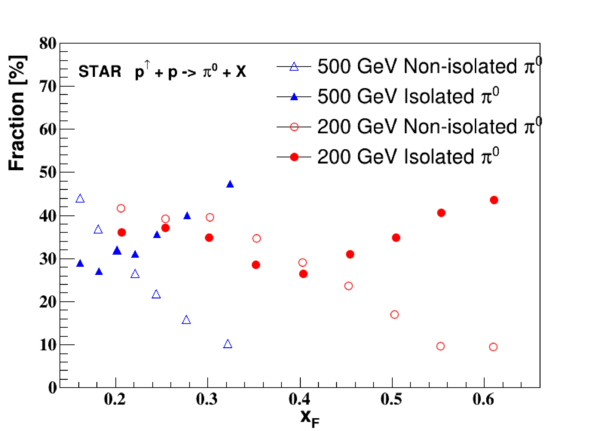 80
70
60
50
40
30
20
10
0
Fraction [%]
STAR p↑ + p -> π⁰ + X
500 GeV Non-isolated π⁰
500 GeV Isolated π⁰
200 GeV Non-isolated π⁰
200 GeV Isolated π⁰
0.2 0.3 0.4 0.5 0.6
x_F